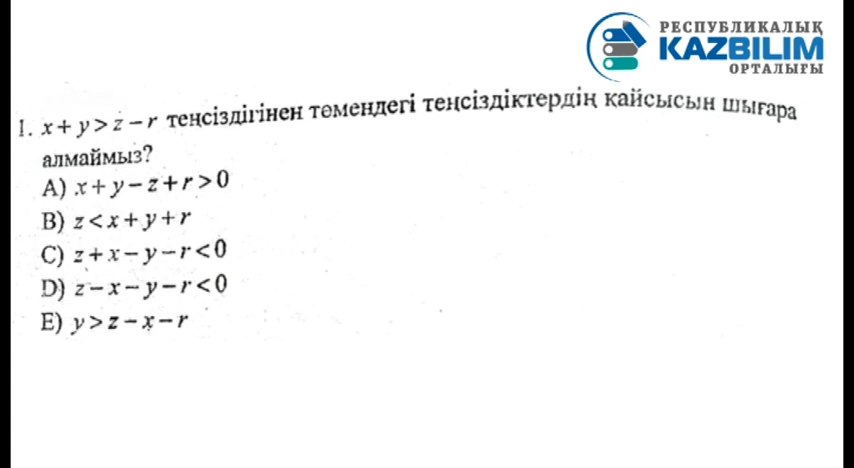 РЕСПУБЛИКАЛЫҚ
KAZBILIM
ОРТАЛЫҒЫ
1. x + y > z − r теңсіздігінен төмендегі теңсіздіктердің қайсысын шығара
алмаймыз?
A) x + y − z + r > 0
B) z < x + y + r
C) z + x − y − r < 0
D) z − x − y − r < 0
E) y > z − x − r